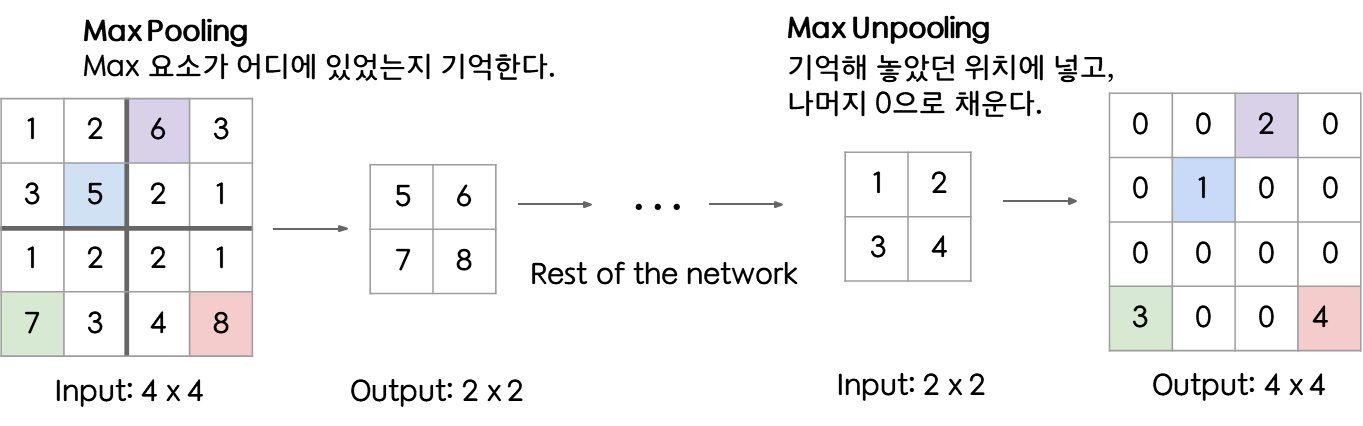 Max Pooling
Max 요소가 어디에 있었는지 기억한다.
1 2 6 3
3 5 2 1
1 2 2 1
7 3 4 8
Input: 4 x 4
5 6
7 8
Output: 2 x 2
...
Rest of the network
Max Unpooling
기억해 놓았던 위치에 넣고,
나머지 0으로 채운다.
1 2
3 4
Input: 2 x 2
0 0 2 0
0 1 0 0
0 0 0 0
3 0 0 4
Output: 4 x 4